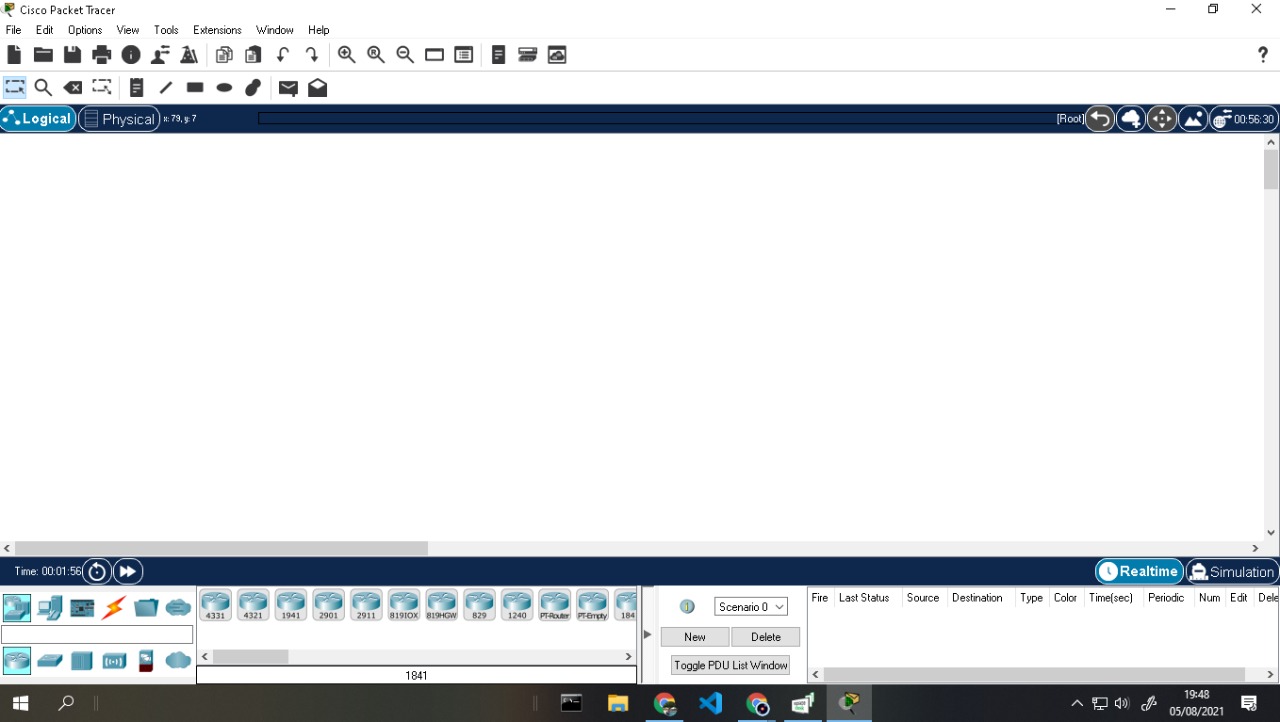 Cisco Packet Tracer
File Edit Options View Tools Extensions Window Help
Logical Physical x: 79, y: 7 [Root] 00:56:30
Time: 00:01:56 Realtime Simulation
4331 4321 1941 2901 2911 819IOX 819HGW 829 1240 PT-Router PT-Empty 184
1841
Scenario 0
New Delete
Toggle PDU List Window
Fire Last Status Source Destination Type Color Time(sec) Periodic Num Edit Dele
19:48
05/08/2021